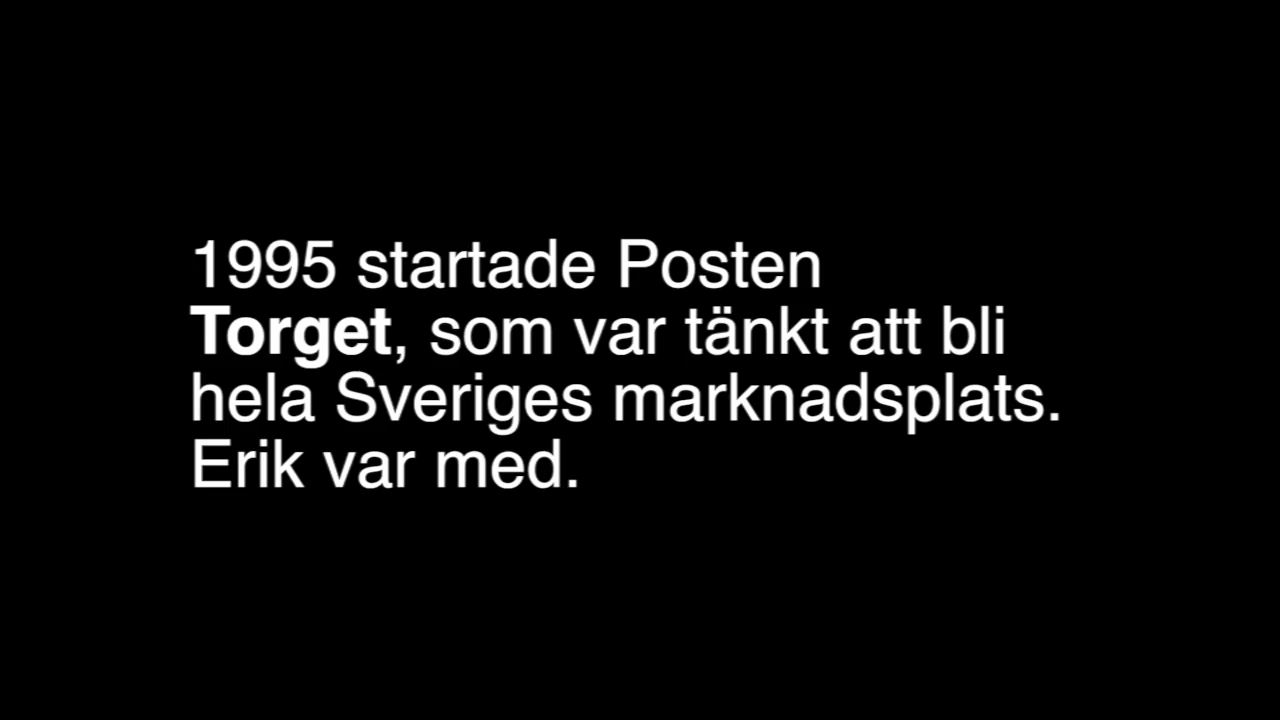 1995 startade Posten
Torget, som var tänkt att bli
hela Sveriges marknadsplats.
Erik var med.